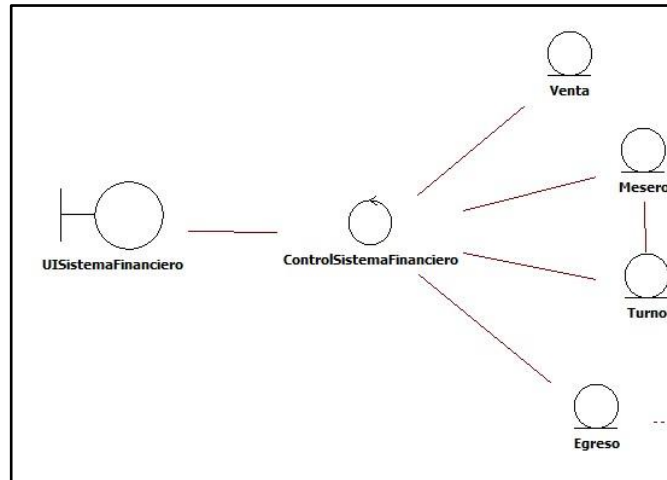 Venta
Mesero
UISistemaFinanciero
ControlSistemaFinanciero
Turno
Egreso